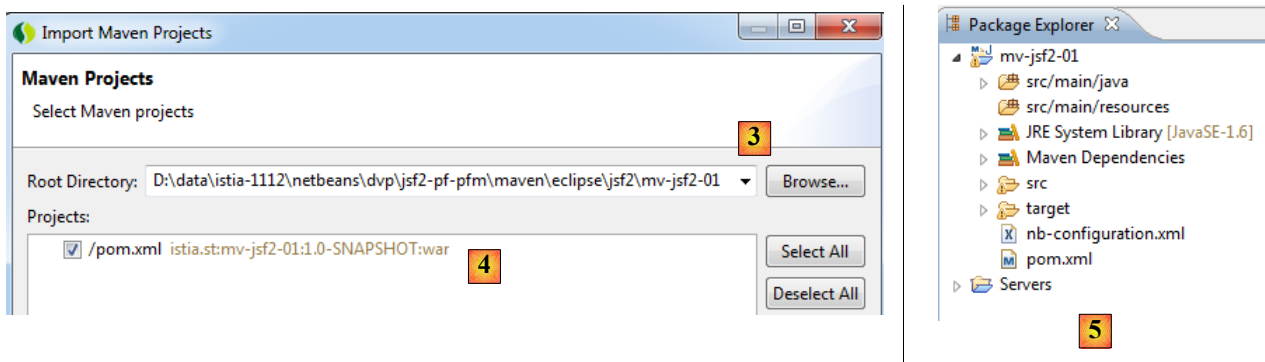 Import Maven Projects
Maven Projects
Select Maven projects
3
Root Directory: D:\data\istia-1112\netbeans\dvp\jsf2-pf-pfm\maven\eclipse\jsf2\mv-jsf2-01 Browse...
Projects:
/pom.xml istia.st:mv-jsf2-01:1.0-SNAPSHOT:war
4
Select All
Deselect All
Package Explorer
mv-jsf2-01
src/main/java
src/main/resources
JRE System Library [JavaSE-1.6]
Maven Dependencies
src
target
nb-configuration.xml
pom.xml
Servers
5